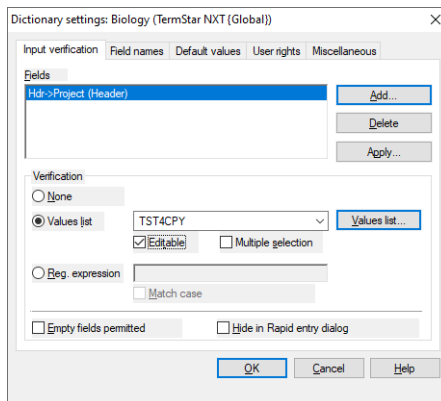 Dictionary settings: Biology (TermStar NXT {Global})
Input verification Field names Default values User rights Miscellaneous
Fields
Hdr->Project (Header)
Add...
Delete
Apply...
Verification
None
Values list TST4CPY Values list...
Editable Multiple selection
Reg. expression
Match case
Empty fields permitted Hide in Rapid entry dialog
OK Cancel Help